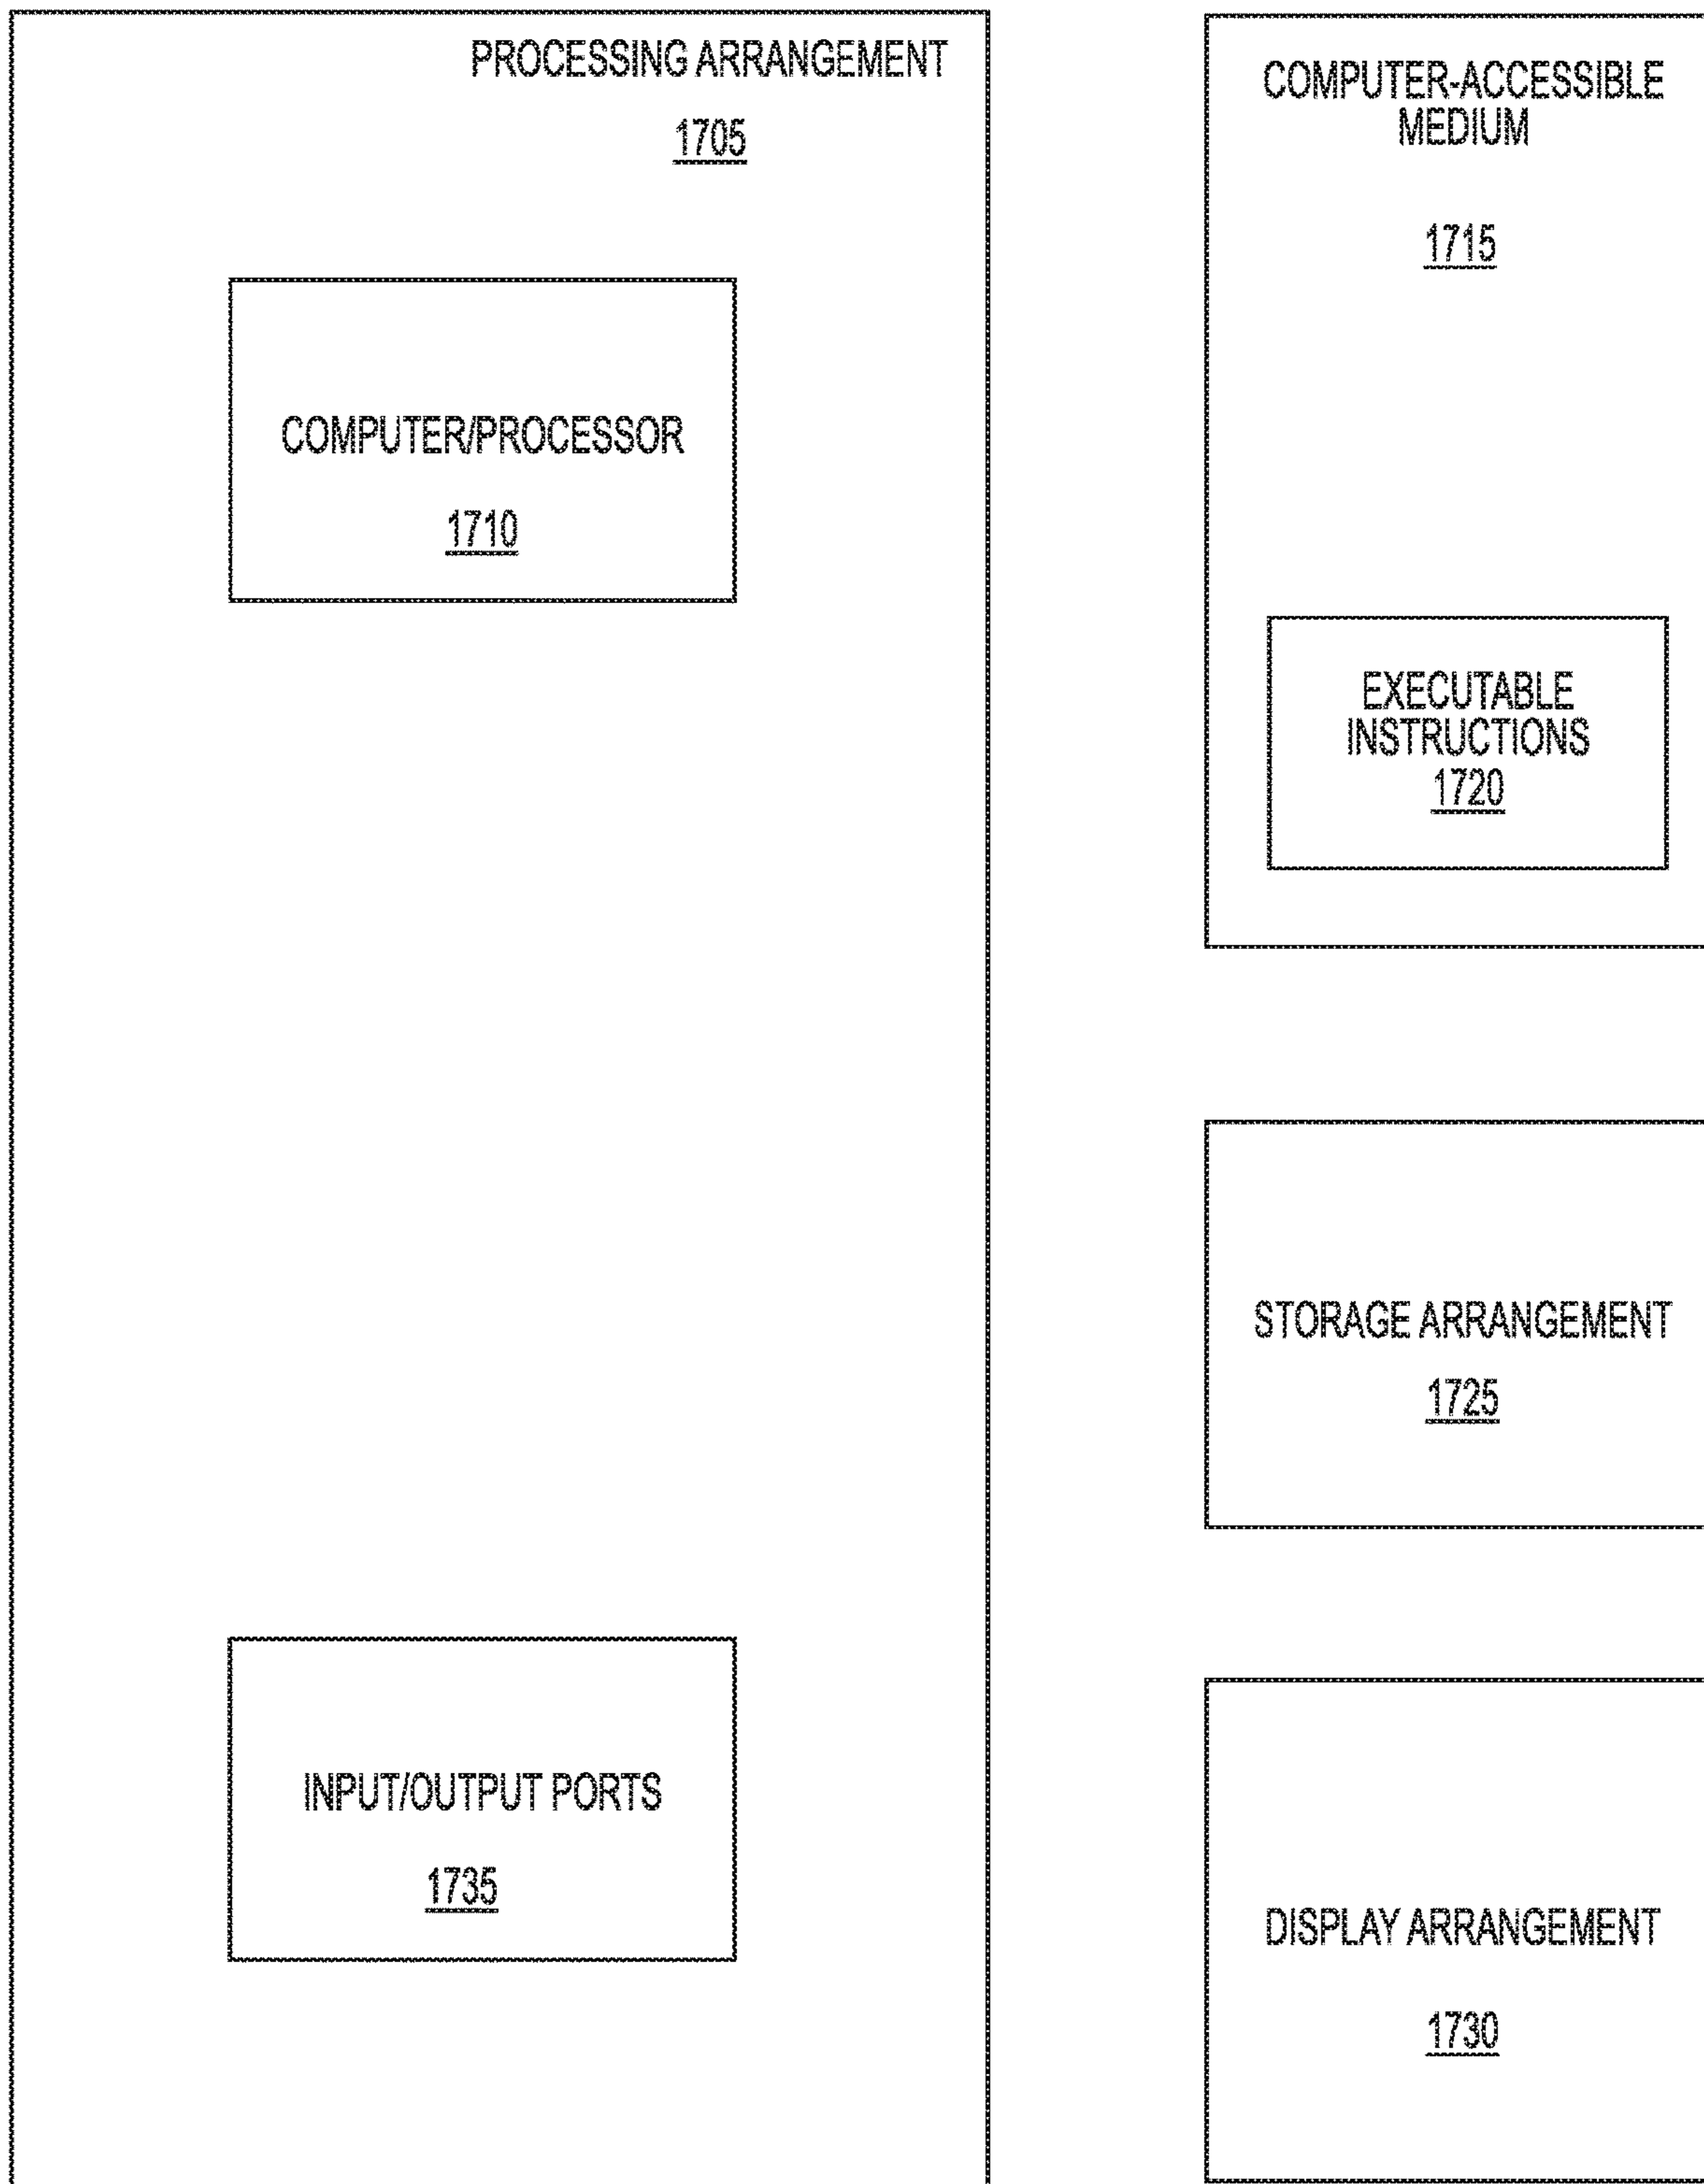 PROCESSING ARRANGEMENT
1705
COMPUTER/PROCESSOR
1710
INPUT/OUTPUT PORTS
1735
COMPUTER-ACCESSIBLE
MEDIUM
1715
EXECUTABLE
INSTRUCTIONS
1720
STORAGE ARRANGEMENT
1725
DISPLAY ARRANGEMENT
1730